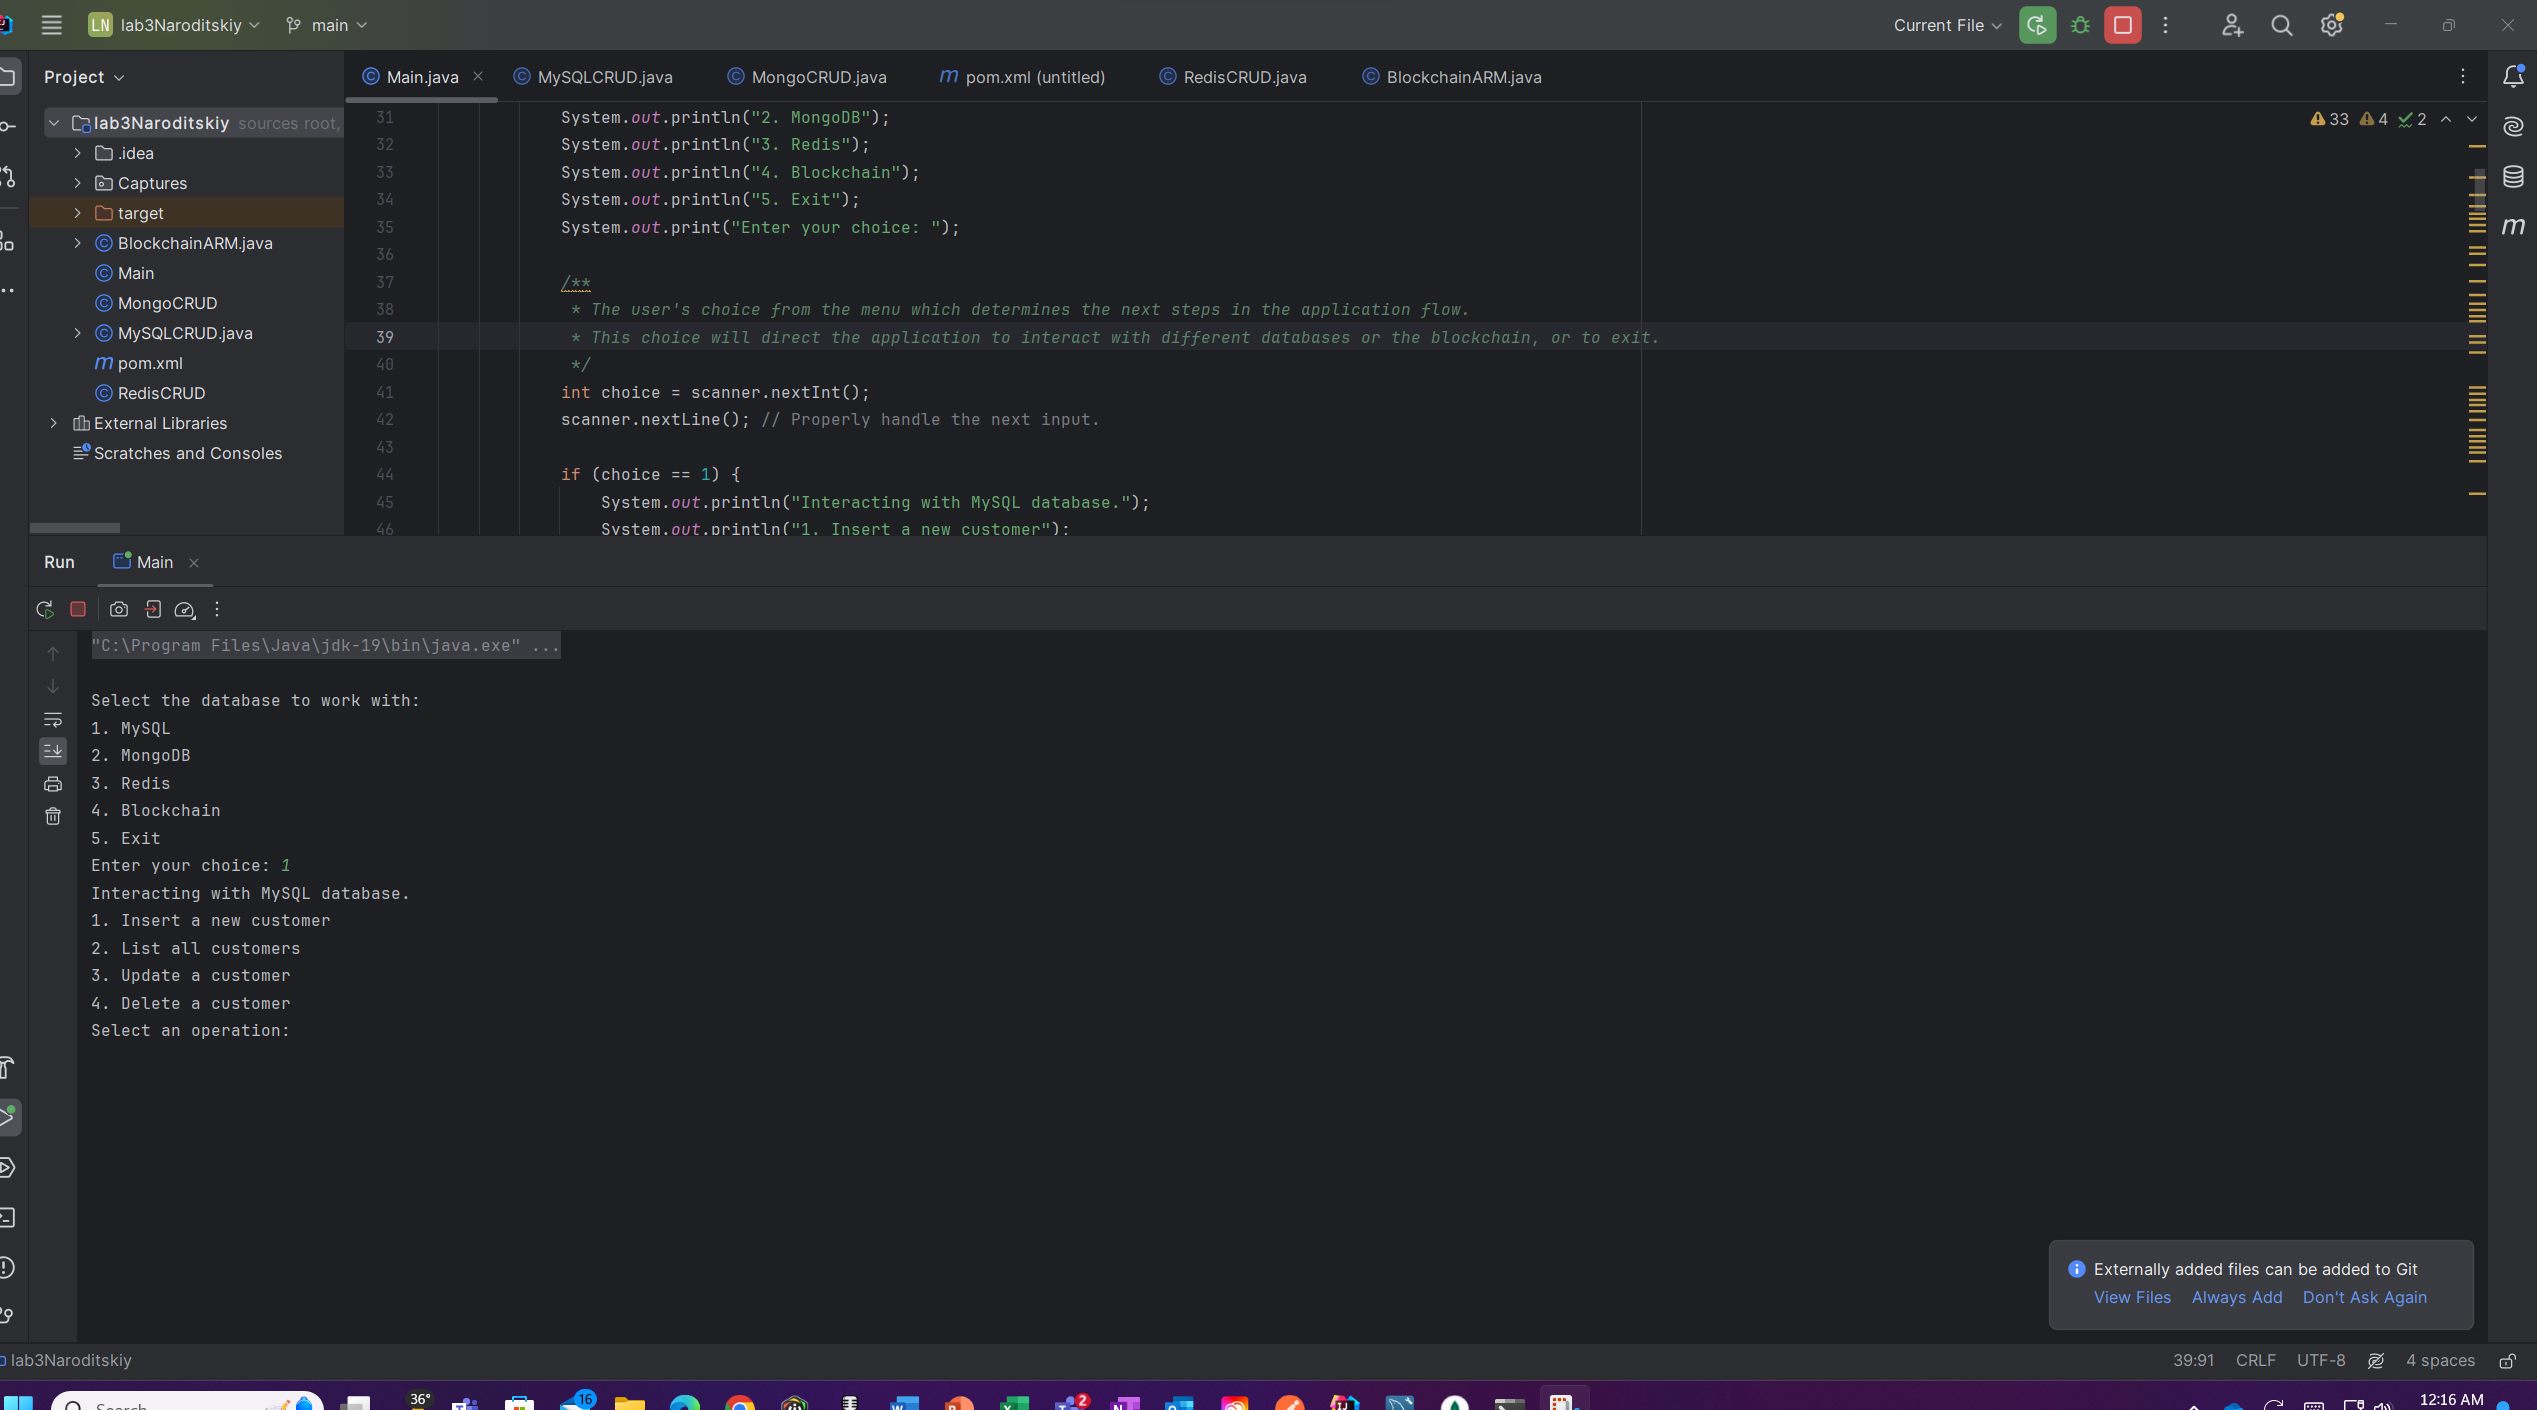 LN lab3Naroditskiy main Current File
Project
Main.java MySQLCRUD.java MongoCRUD.java m pom.xml (untitled) RedisCRUD.java BlockchainARM.java
lab3Naroditskiy sources root,
.idea
Captures
target
BlockchainARM.java
Main
MongoCRUD
MySQLCRUD.java
m pom.xml
RedisCRUD
External Libraries
Scratches and Consoles
33 4 2
31 System.out.println("2. MongoDB");
32 System.out.println("3. Redis");
33 System.out.println("4. Blockchain");
34 System.out.println("5. Exit");
35 System.out.print("Enter your choice: ");
36
37 /**
38 * The user's choice from the menu which determines the next steps in the application flow.
39 * This choice will direct the application to interact with different databases or the blockchain, or to exit.
40 */
41 int choice = scanner.nextInt();
42 scanner.nextLine(); // Properly handle the next input.
43
44 if (choice == 1) {
45 System.out.println("Interacting with MySQL database.");
46 System.out.println("1. Insert a new customer");
m
Run Main
"C:\Program Files\Java\jdk-19\bin\java.exe" ...
Select the database to work with:
1. MySQL
2. MongoDB
3. Redis
4. Blockchain
5. Exit
Enter your choice: 1
Interacting with MySQL database.
1. Insert a new customer
2. List all customers
3. Update a customer
4. Delete a customer
Select an operation:
Externally added files can be added to Git
View Files Always Add Don't Ask Again
lab3Naroditskiy 39:91 CRLF UTF-8 4 spaces
Search 36° 16 2 12:16 AM